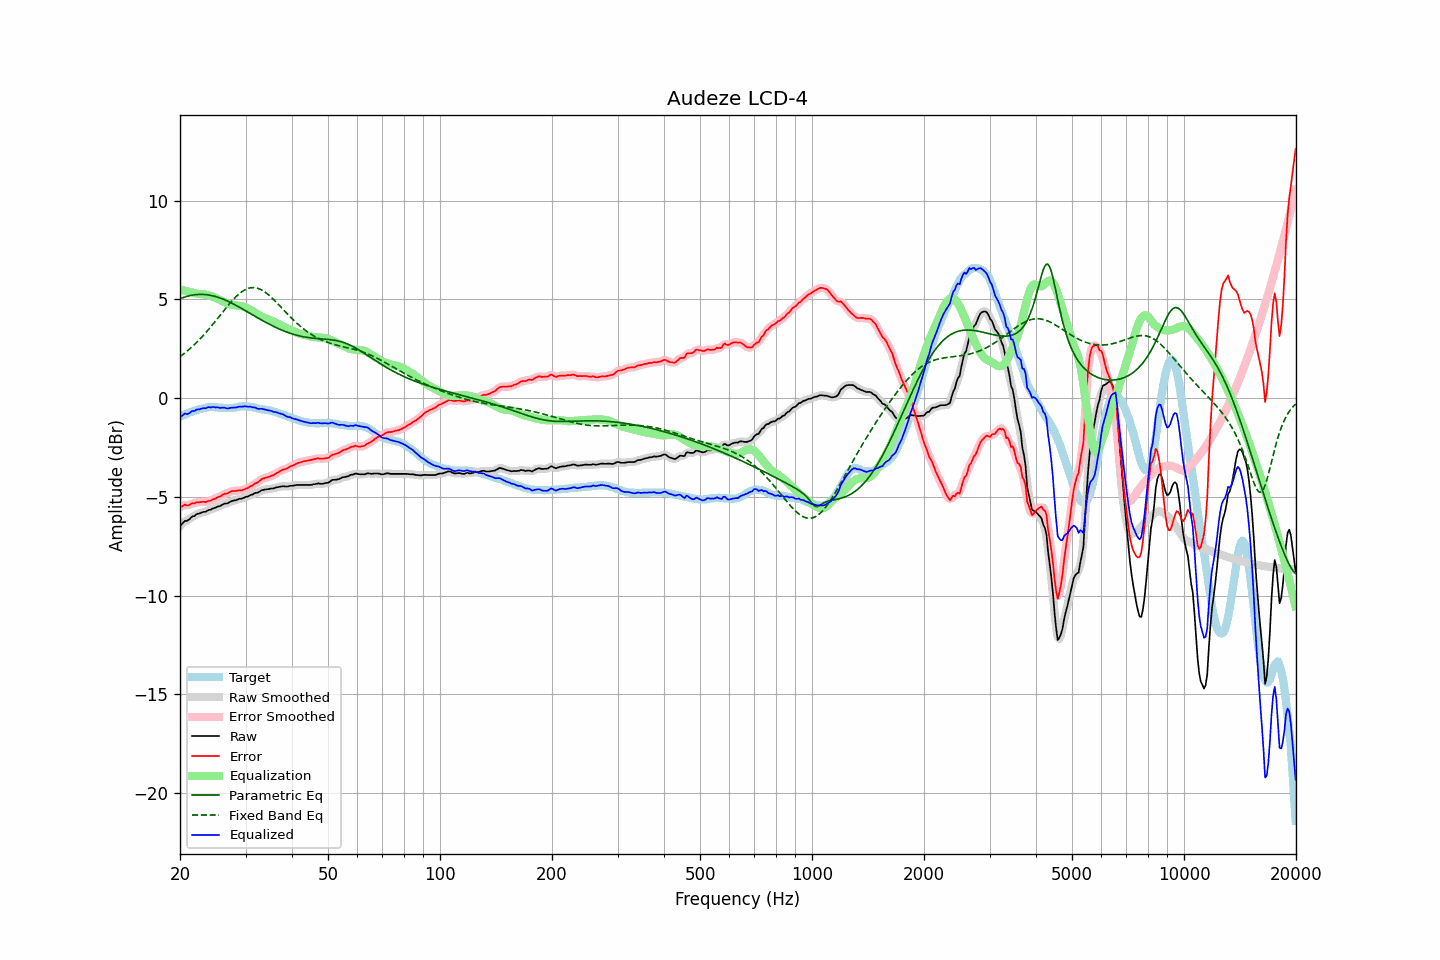 Audeze LCD-4
Amplitude (dBr)
10
5
0
−5
−10
−15
−20
Target
Raw Smoothed
Error Smoothed
Raw
Error
Equalization
Parametric Eq
Fixed Band Eq
Equalized
20 50 100 200 500 1000 2000 5000 10000 20000
Frequency (Hz)